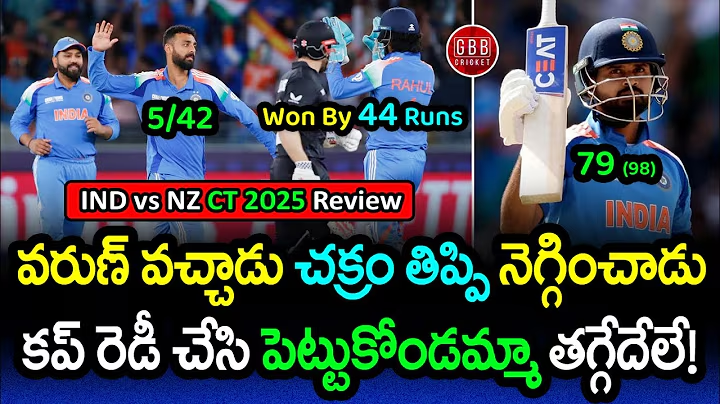 GBB
CRICKET
CEAT
RAHUL
INDIA
5/42
Won By 44 Runs
79 (98)
INDIA
IND vs NZ CT 2025 Review
వరుణ్ వచ్చాడు చక్రం తిప్పి నెగ్గించాడు
కప్ రెడీ చేసి పెట్టుకోండమ్మా తగ్గేదేలే!